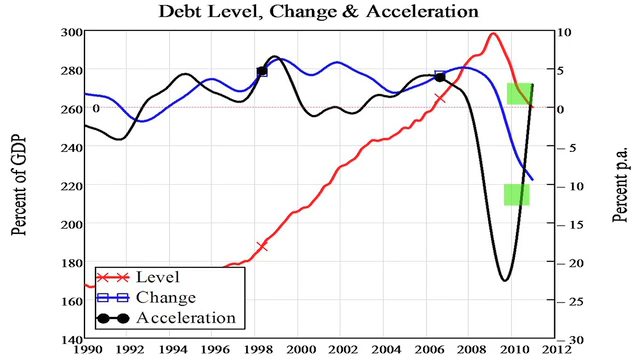 Debt Level, Change & Acceleration
300
280
260
240
220
200
180
160
140
Percent of GDP
0
10
5
0
– 5
– 10
– 15
– 20
– 25
– 30
Percent p.a.
Level
Change
Acceleration
1990 1992 1994 1996 1998 2000 2002 2004 2006 2008 2010 2012